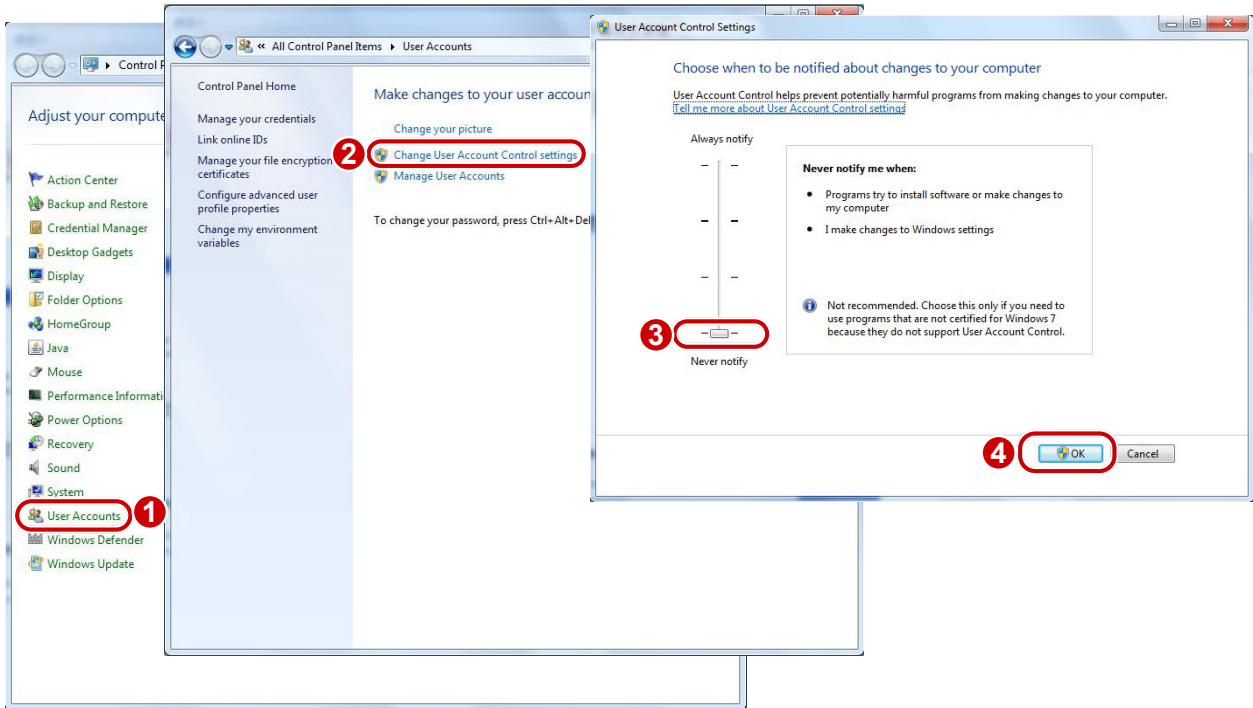 Control P
Adjust your compute
Action Center
Backup and Restore
Credential Manager
Desktop Gadgets
Display
Folder Options
HomeGroup
Java
Mouse
Performance Informati
Power Options
Recovery
Sound
System
User Accounts
1
Windows Defender
Windows Update
« All Control Panel Items ▸ User Accounts
Control Panel Home
Manage your credentials
Link online IDs
Manage your file encryption
certificates
Configure advanced user
profile properties
Change my environment
variables
Make changes to your user accoun
Change your picture
2
Change User Account Control settings
Manage User Accounts
To change your password, press Ctrl+Alt+Del
User Account Control Settings
Choose when to be notified about changes to your computer
User Account Control helps prevent potentially harmful programs from making changes to your computer.
Tell me more about User Account Control settings
Always notify
3
Never notify
Never notify me when:
• Programs try to install software or make changes to
my computer
• I make changes to Windows settings
Not recommended. Choose this only if you need to
use programs that are not certified for Windows 7
because they do not support User Account Control.
4
OK
Cancel